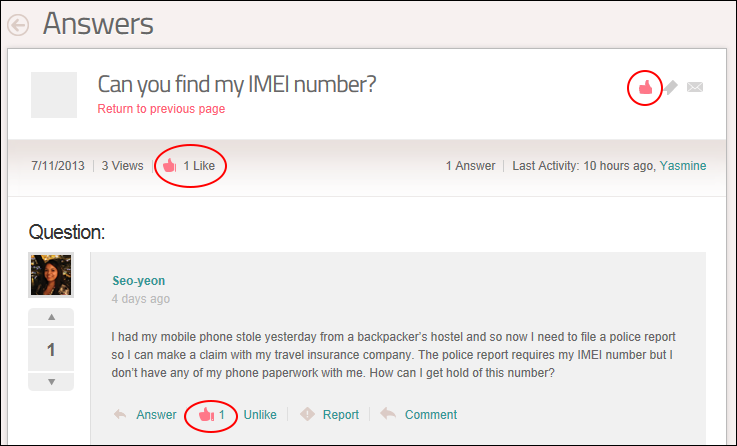 Answers
Can you find my IMEI number?
Return to previous page
7/11/2013 3 Views 1 Like 1 Answer Last Activity: 10 hours ago, Yasmine
Question:
Seo-yeon
4 days ago
1
I had my mobile phone stole yesterday from a backpacker's hostel and so now I need to file a police report
so I can make a claim with my travel insurance company. The police report requires my IMEI number but I
don't have any of my phone paperwork with me. How can I get hold of this number?
Answer 1 Unlike Report Comment